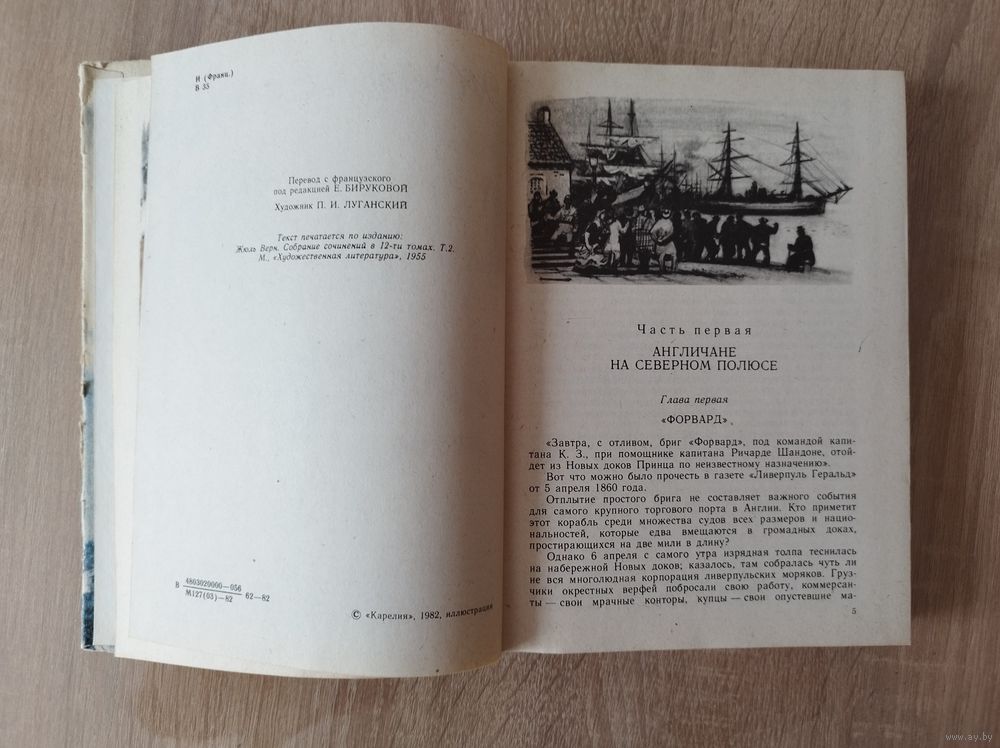 И (Франц.)
В 35
Перевод с французского
под редакцией Е. БИРУКОВОЙ
Художник П. И. ЛУГАНСКИЙ
Текст печатается по изданию:
Жюль Верн. Собрание сочинений в 12-ти томах. Т.2.
М., «Художественная литература», 1955
В 4803020000—056
М127(03)—82 62—82
© «Карелия», 1982, иллюстрации
Часть первая
АНГЛИЧАНЕ
НА СЕВЕРНОМ ПОЛЮСЕ
Глава первая
«ФОРВАРД»
«Завтра, с отливом, бриг «Форвард», под командой капи-
тана К. З., при помощнике капитана Ричарде Шандоне, отой-
дет из Новых доков Принца по неизвестному назначению».
Вот что можно было прочесть в газете «Ливерпуль Геральд»
от 5 апреля 1860 года.
Отплытие простого брига не составляет важного события
для самого крупного торгового порта в Англии. Кто приметит
этот корабль среди множества судов всех размеров и нацио-
нальностей, которые едва вмещаются в громадных доках,
простирающихся на две мили в длину?
Однако 6 апреля с самого утра изрядная толпа теснилась
на набережной Новых доков; казалось, там собралась чуть ли
не вся многолюдная корпорация ливерпульских моряков. Груз-
чики окрестных верфей побросали свою работу, коммерсан-
ты — свои мрачные конторы, купцы — свои опустевшие ма-
5
www.ay.by